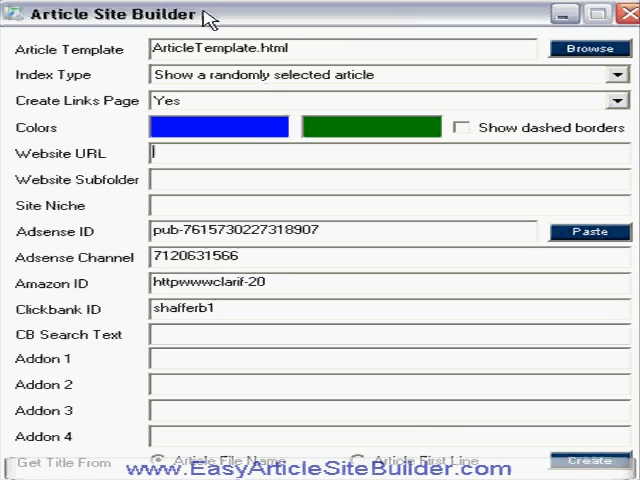 Article Site Builder
Article Template ArticleTemplate.html Browse
Index Type Show a randomly selected article
Create Links Page Yes
Colors Show dashed borders
Website URL
Website Subfolder
Site Niche
Adsense ID pub-7615730227318907 Paste
Adsense Channel 7120631566
Amazon ID httpwwwclarif-20
Clickbank ID shafferb1
CB Search Text
Addon 1
Addon 2
Addon 3
Addon 4
Get Title From Article File Name Article First Line Create
www.EasyArticleSiteBuilder.com